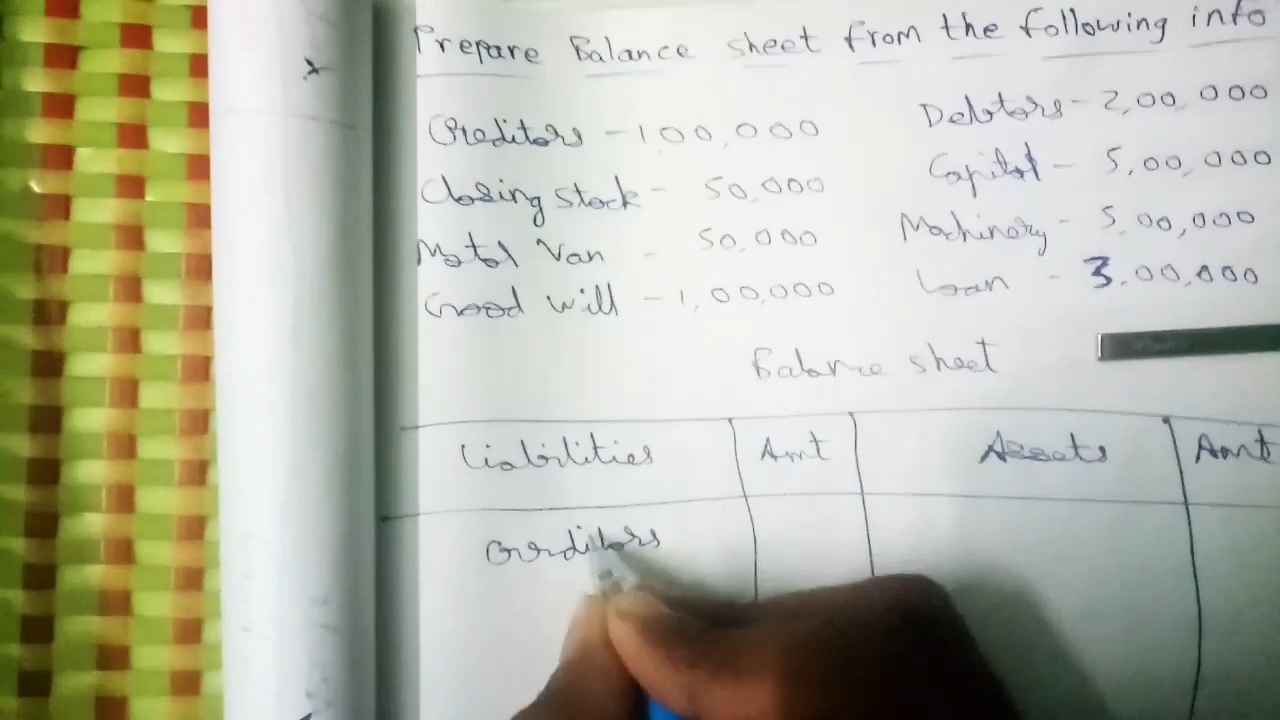 Prepare Balance sheet from the following info
Creditors - 1,00,000 Debtors - 2,00,000
Closing stock - 50,000 Capital - 5,00,000
Motor Van - 50,000 Machinery - 5,00,000
Good will - 1,00,000 Loan - 3,00,000
Balance sheet
Liabilities Amt Assets Amt
Creditors